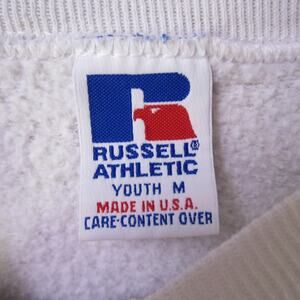 RUSSELL®
ATHLETIC
YOUTH M
MADE IN U.S.A.
CARE-CONTENT OVER